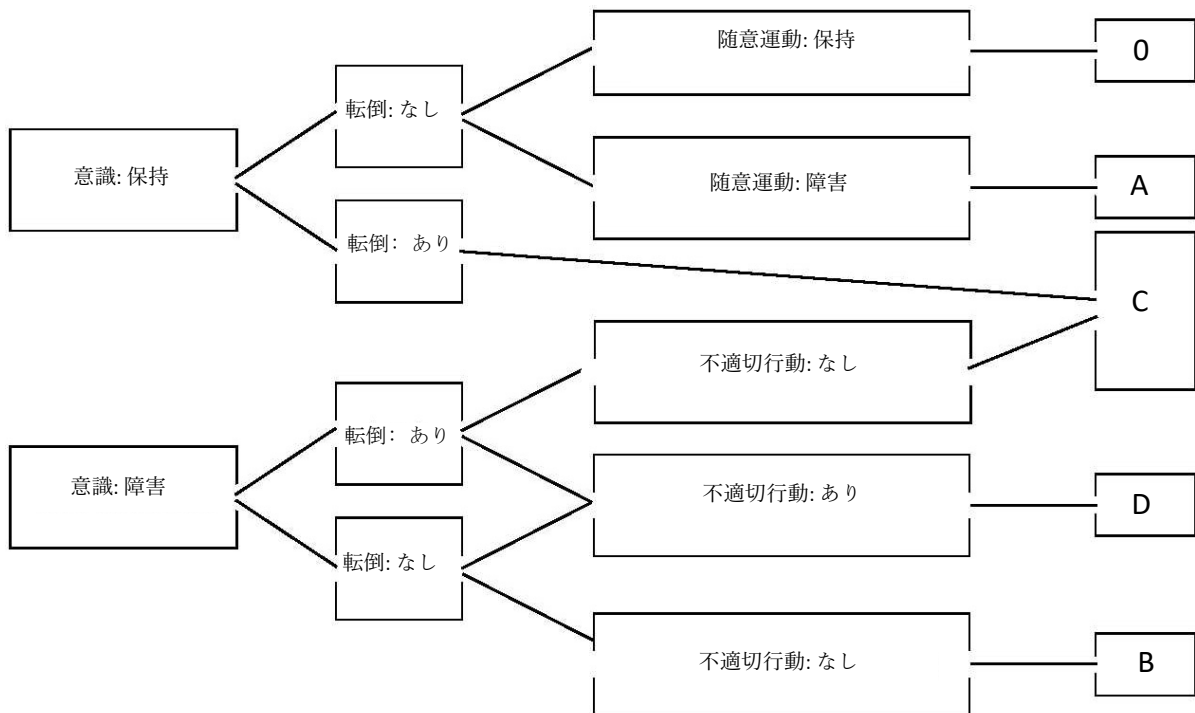 随意運動: 保持
0
転倒: なし
意識: 保持
随意運動: 障害
A
転倒: あり
C
不適切行動: なし
転倒: あり
意識: 障害
不適切行動: あり
D
転倒: なし
不適切行動: なし
B